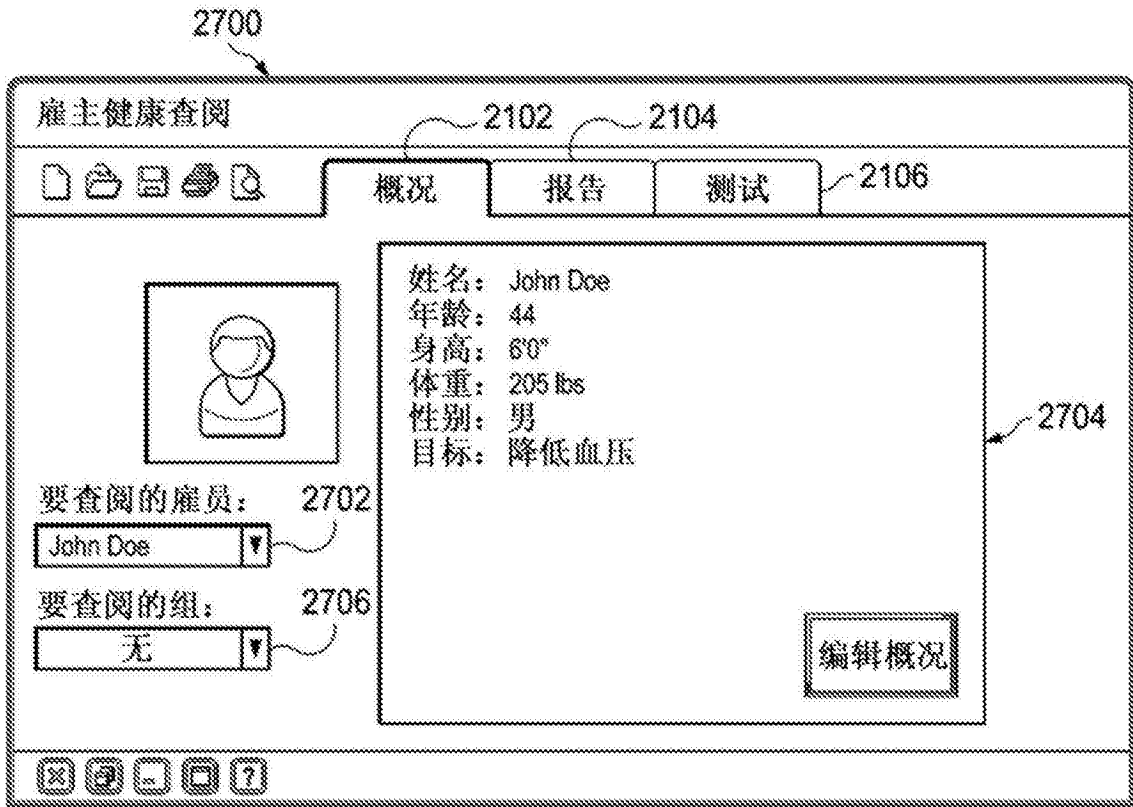 2700
雇主健康查阅
2102
2104
概况
报告
测试
2106
姓名： John Doe
年龄： 44
身高： 6'0"
体重： 205 lbs
性别： 男
目标： 降低血压
2704
要查阅的雇员：
2702
John Doe
要查阅的组：
2706
无
编辑概况
?